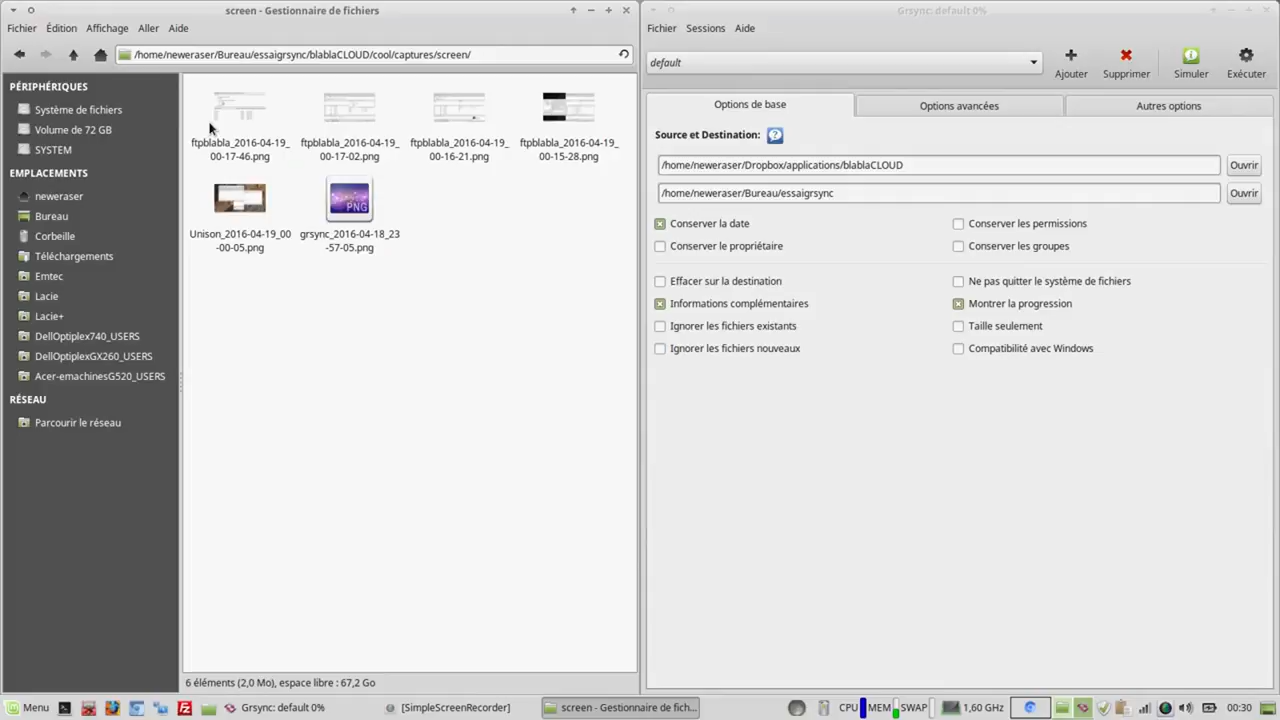 screen - Gestionnaire de fichiers
Fichier Édition Affichage Aller Aide
/home/neweraser/Bureau/essaigrsync/blablaCLOUD/cool/captures/screen/
PÉRIPHÉRIQUES
Système de fichiers
Volume de 72 GB
SYSTEM
EMPLACEMENTS
neweraser
Bureau
Corbeille
Téléchargements
Emtec
Lacie
Lacie+
DellOptiplex740_USERS
DellOptiplexGX260_USERS
Acer-emachinesG520_USERS
RÉSEAU
Parcourir le réseau
ftpblabla_2016-04-19_
00-17-46.png
ftpblabla_2016-04-19_
00-17-02.png
ftpblabla_2016-04-19_
00-16-21.png
ftpblabla_2016-04-19_
00-15-28.png
Unison_2016-04-19_00
-00-05.png
PNG
grsync_2016-04-18_23
-57-05.png
6 éléments (2,0 Mo), espace libre : 67,2 Go
Grsync: default 0%
Fichier Sessions Aide
default
Ajouter Supprimer Simuler Exécuter
Options de base Options avancées Autres options
Source et Destination: ?
/home/neweraser/Dropbox/applications/blablaCLOUD Ouvrir
/home/neweraser/Bureau/essaigrsync Ouvrir
Conserver la date Conserver les permissions
Conserver le propriétaire Conserver les groupes
Effacer sur la destination Ne pas quitter le système de fichiers
Informations complémentaires Montrer la progression
Ignorer les fichiers existants Taille seulement
Ignorer les fichiers nouveaux Compatibilité avec Windows
Menu Grsync: default 0% [SimpleScreenRecorder] screen - Gestionnaire de fich... CPU MEM SWAP 1,60 GHz 00:30